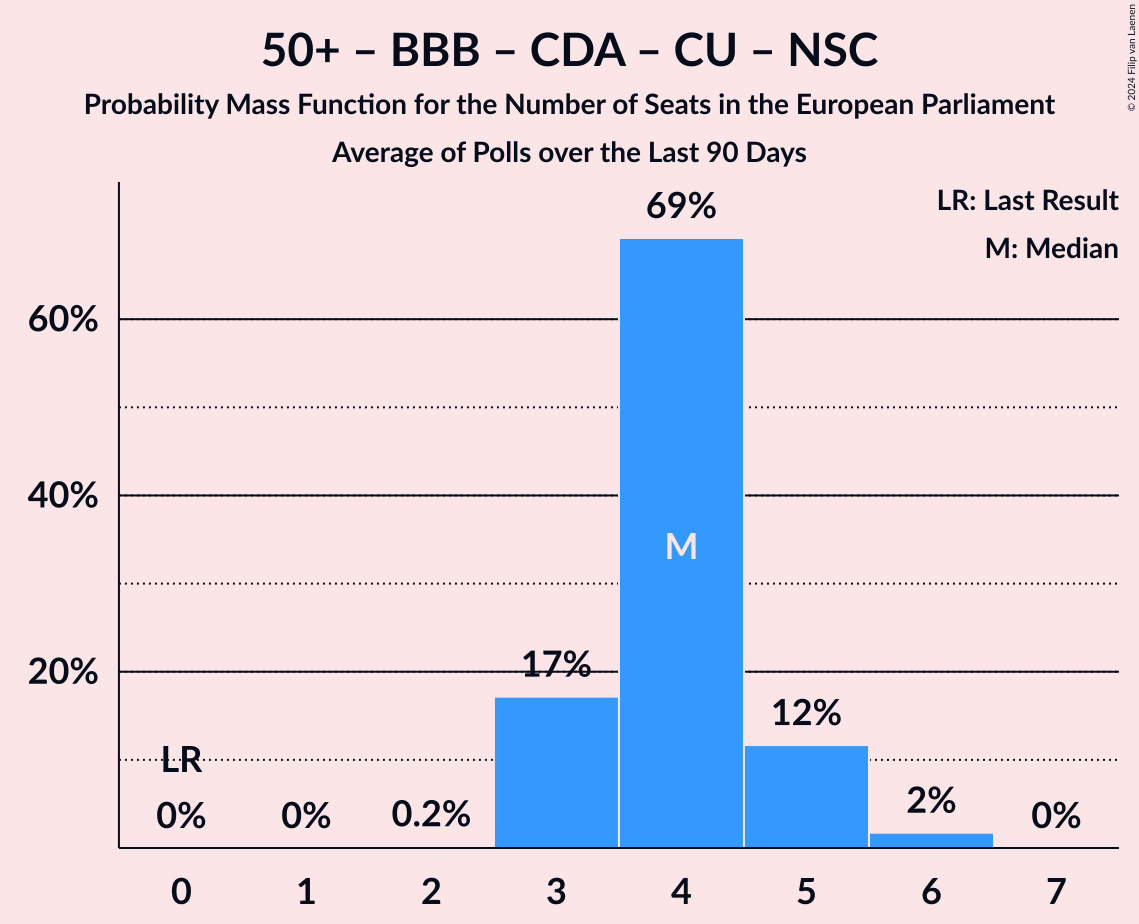 50+ – BBB – CDA – CU – NSC
Probability Mass Function for the Number of Seats in the European Parliament
Average of Polls over the Last 90 Days
© 2024 Filip van Laenen
LR: Last Result
M: Median
69%
60%
40%
M
20%
17%
12%
LR
0%
0%
0.2%
2%
0%
0 1 2 3 4 5 6 7